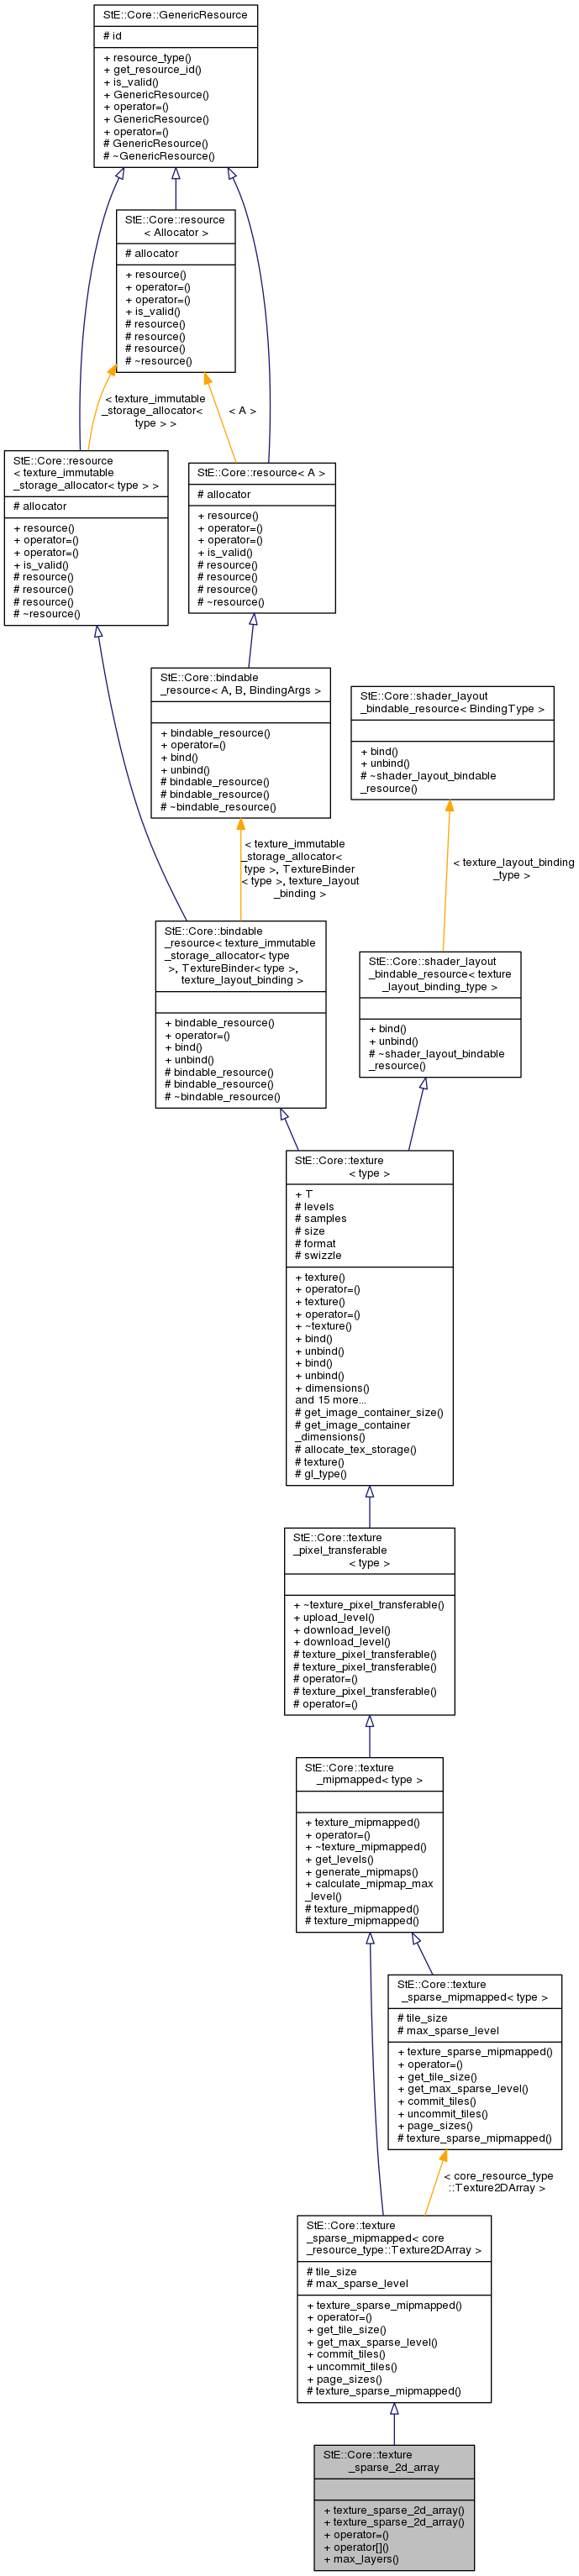 StE::Core::GenericResource
# id
+ resource_type()
+ get_resource_id()
+ is_valid()
+ GenericResource()
+ operator=()
+ GenericResource()
+ operator=()
# GenericResource()
# ~GenericResource()
StE::Core::resource
< Allocator >
# allocator
+ resource()
+ operator=()
+ operator=()
+ is_valid()
# resource()
# resource()
# resource()
# ~resource()
< texture_immutable
_storage_allocator<
type > >
< A >
StE::Core::resource
< texture_immutable
_storage_allocator< type > >
# allocator
+ resource()
+ operator=()
+ operator=()
+ is_valid()
# resource()
# resource()
# resource()
# ~resource()
StE::Core::resource< A >
# allocator
+ resource()
+ operator=()
+ operator=()
+ is_valid()
# resource()
# resource()
# resource()
# ~resource()
StE::Core::bindable
_resource< A, B, BindingArgs >
+ bindable_resource()
+ operator=()
+ bind()
+ unbind()
# bindable_resource()
# bindable_resource()
# ~bindable_resource()
StE::Core::shader_layout
_bindable_resource< BindingType >
+ bind()
+ unbind()
# ~shader_layout_bindable
_resource()
< texture_immutable
_storage_allocator<
type >, TextureBinder
< type >, texture_layout
_binding >
< texture_layout_binding
_type >
StE::Core::bindable
_resource< texture_immutable
_storage_allocator< type
>, TextureBinder< type >,
texture_layout_binding >
+ bindable_resource()
+ operator=()
+ bind()
+ unbind()
# bindable_resource()
# bindable_resource()
# ~bindable_resource()
StE::Core::shader_layout
_bindable_resource< texture
_layout_binding_type >
+ bind()
+ unbind()
# ~shader_layout_bindable
_resource()
StE::Core::texture
< type >
+ T
# levels
# samples
# size
# format
# swizzle
+ texture()
+ operator=()
+ texture()
+ operator=()
+ ~texture()
+ bind()
+ unbind()
+ bind()
+ unbind()
+ dimensions()
and 15 more...
# get_image_container_size()
# get_image_container
_dimensions()
# allocate_tex_storage()
# texture()
# gl_type()
StE::Core::texture
_pixel_transferable
< type >
+ ~texture_pixel_transferable()
+ upload_level()
+ download_level()
+ download_level()
# texture_pixel_transferable()
# texture_pixel_transferable()
# operator=()
# texture_pixel_transferable()
# operator=()
StE::Core::texture
_mipmapped< type >
+ texture_mipmapped()
+ operator=()
+ ~texture_mipmapped()
+ get_levels()
+ generate_mipmaps()
+ calculate_mipmap_max
_level()
# texture_mipmapped()
# texture_mipmapped()
StE::Core::texture
_sparse_mipmapped< type >
# tile_size
# max_sparse_level
+ texture_sparse_mipmapped()
+ operator=()
+ get_tile_size()
+ get_max_sparse_level()
+ commit_tiles()
+ uncommit_tiles()
+ page_sizes()
# texture_sparse_mipmapped()
< core_resource_type
::Texture2DArray >
StE::Core::texture
_sparse_mipmapped< core
_resource_type::Texture2DArray >
# tile_size
# max_sparse_level
+ texture_sparse_mipmapped()
+ operator=()
+ get_tile_size()
+ get_max_sparse_level()
+ commit_tiles()
+ uncommit_tiles()
+ page_sizes()
# texture_sparse_mipmapped()
StE::Core::texture
_sparse_2d_array
+ texture_sparse_2d_array()
+ texture_sparse_2d_array()
+ operator=()
+ operator[]()
+ max_layers()